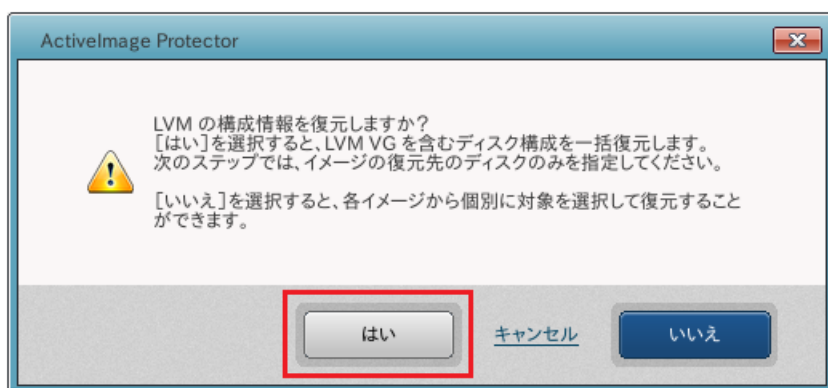 ActiveImage Protector
LVM の構成情報を復元しますか？
［はい］を選択すると、LVM VG を含むディスク構成を一括復元します。
次のステップでは、イメージの復元先のディスクのみを指定してください。
［いいえ］を選択すると、各イメージから個別に対象を選択して復元すること
ができます。
はい キャンセル いいえ